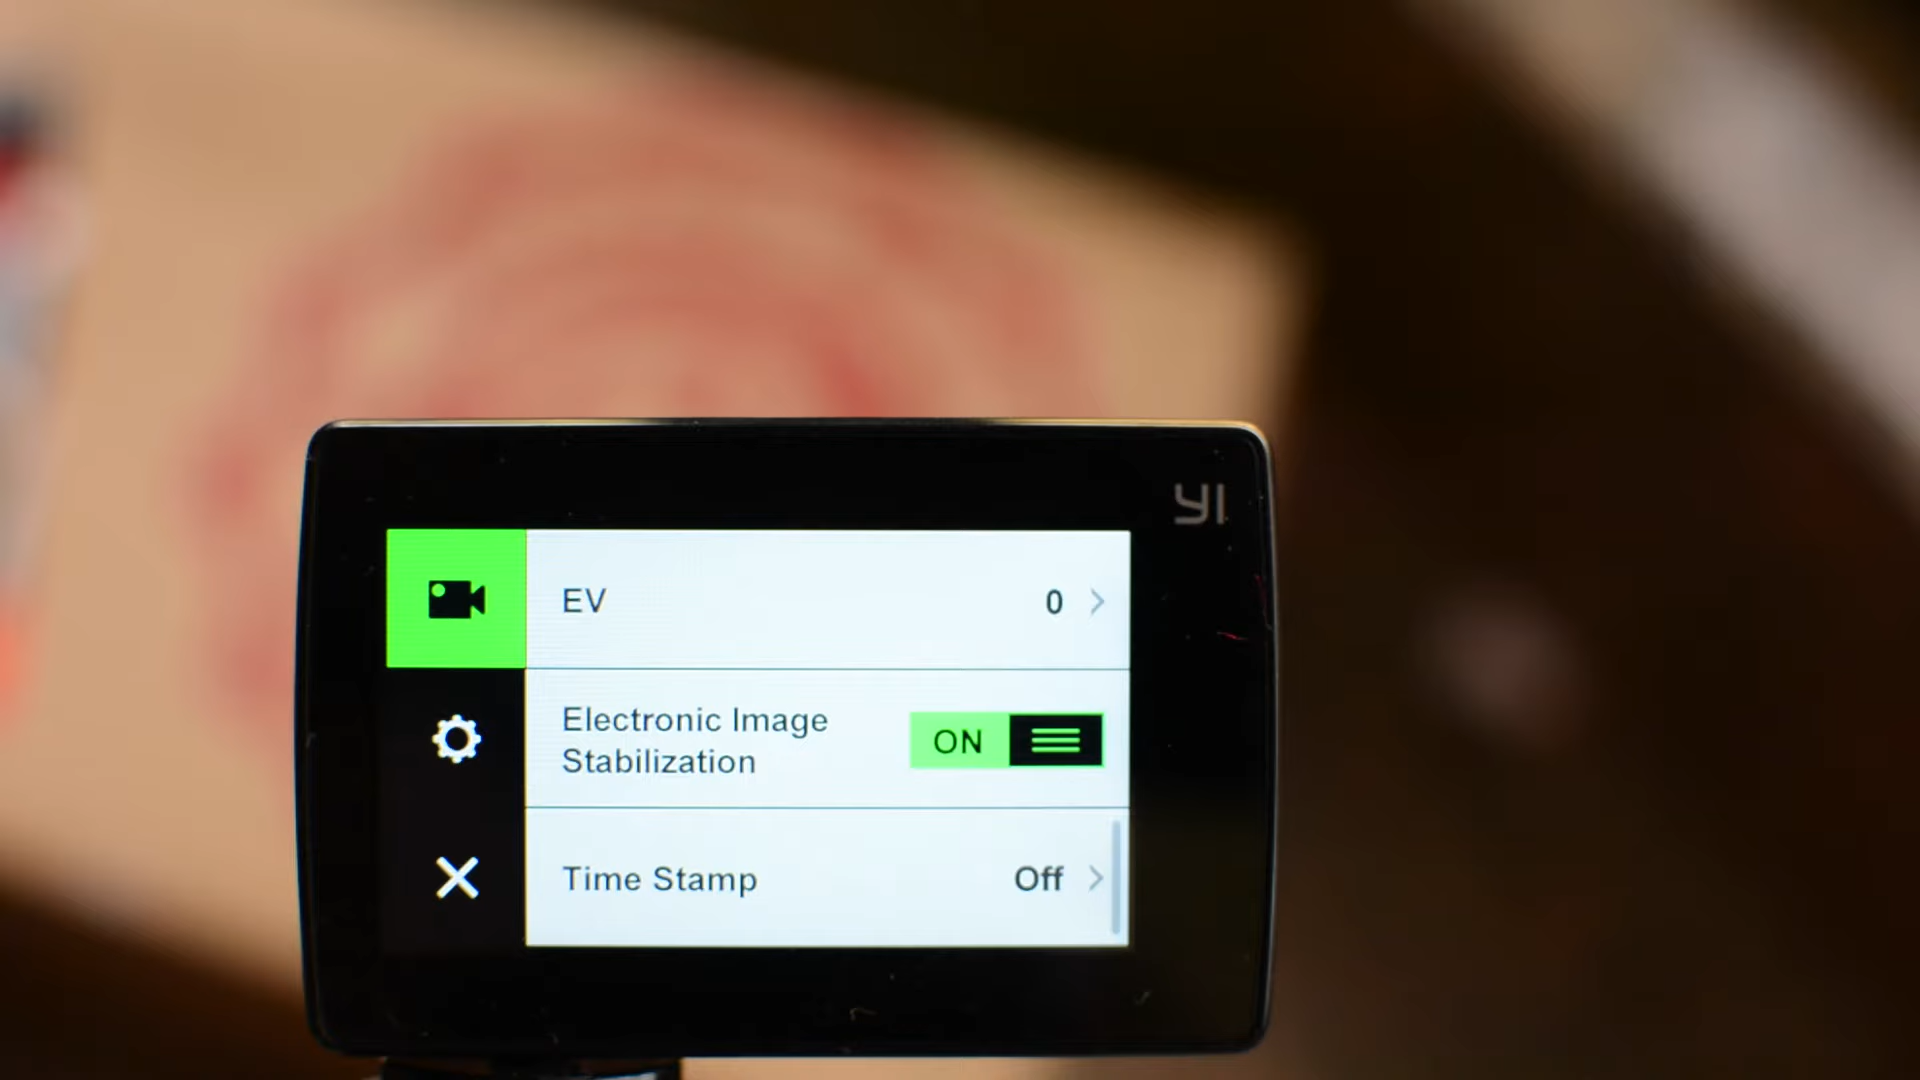 YI
EV 0
Electronic Image
Stabilization ON
Time Stamp Off